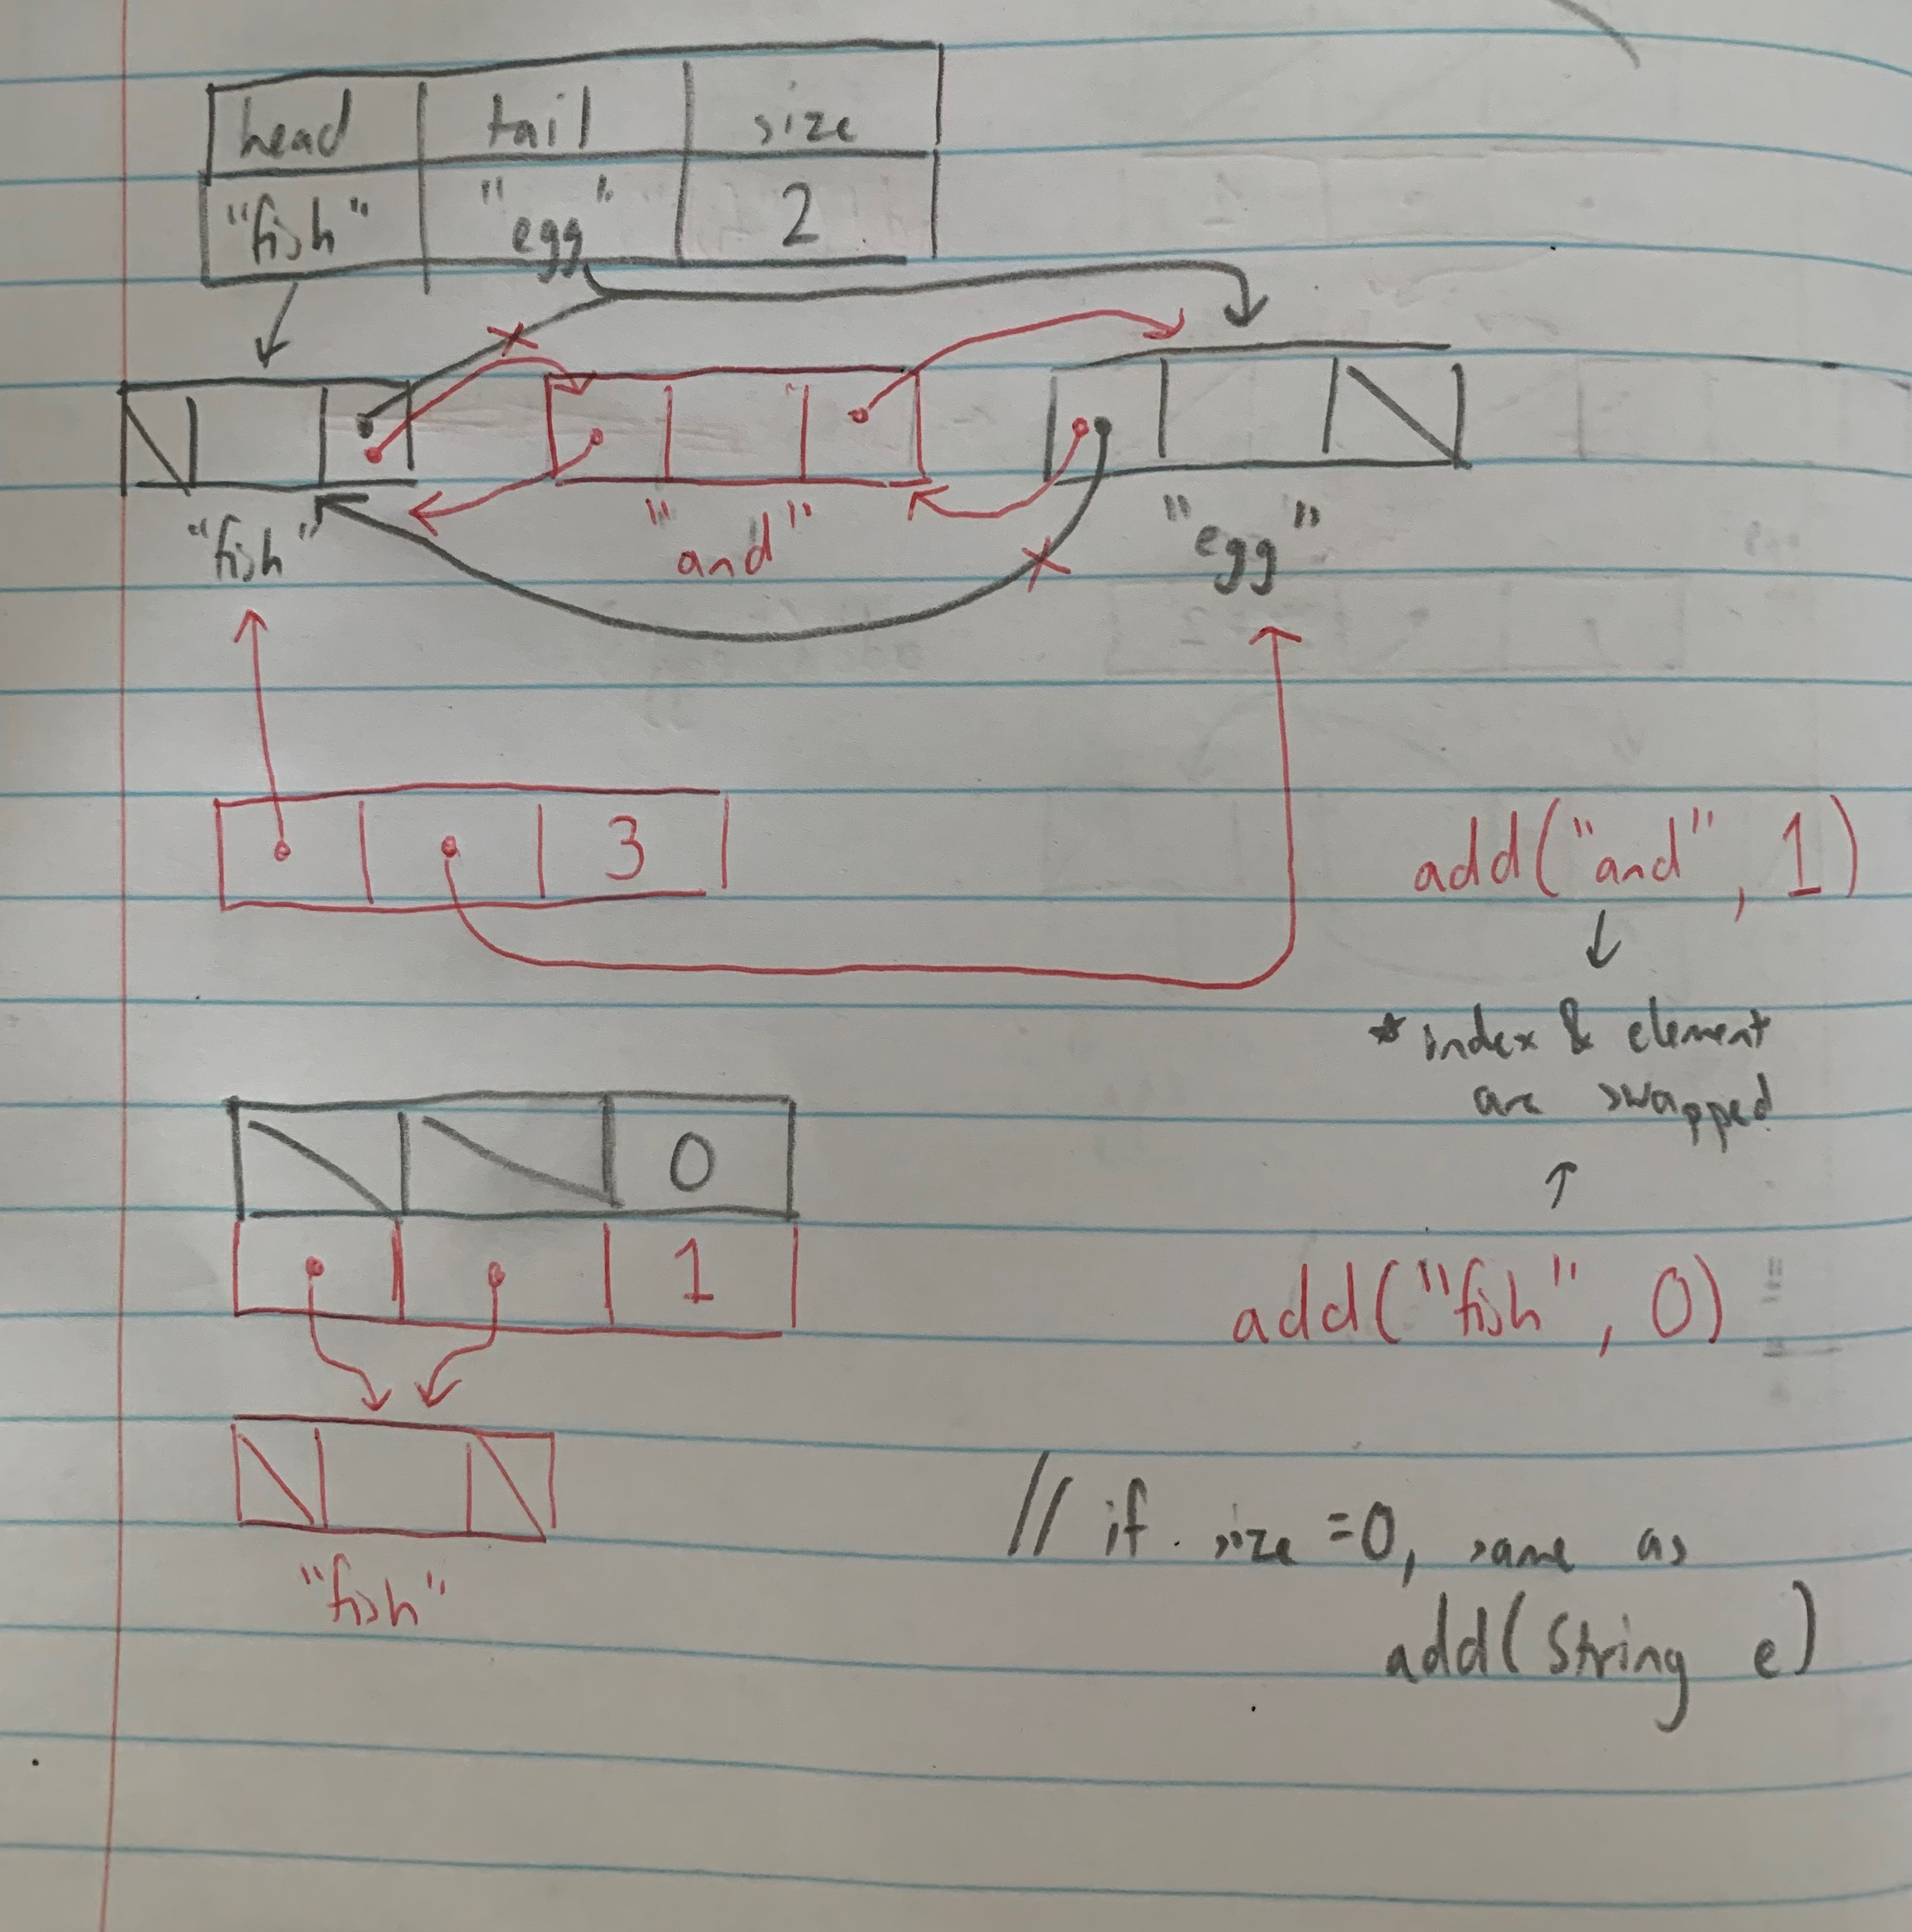 head tail size
"fish" "egg" 2
"fish" "and" "egg"
3
add("and", 1)
* index & element
are swapped
0
1
add("fish", 0)
"fish"
// if size =0, same as
add(String e)